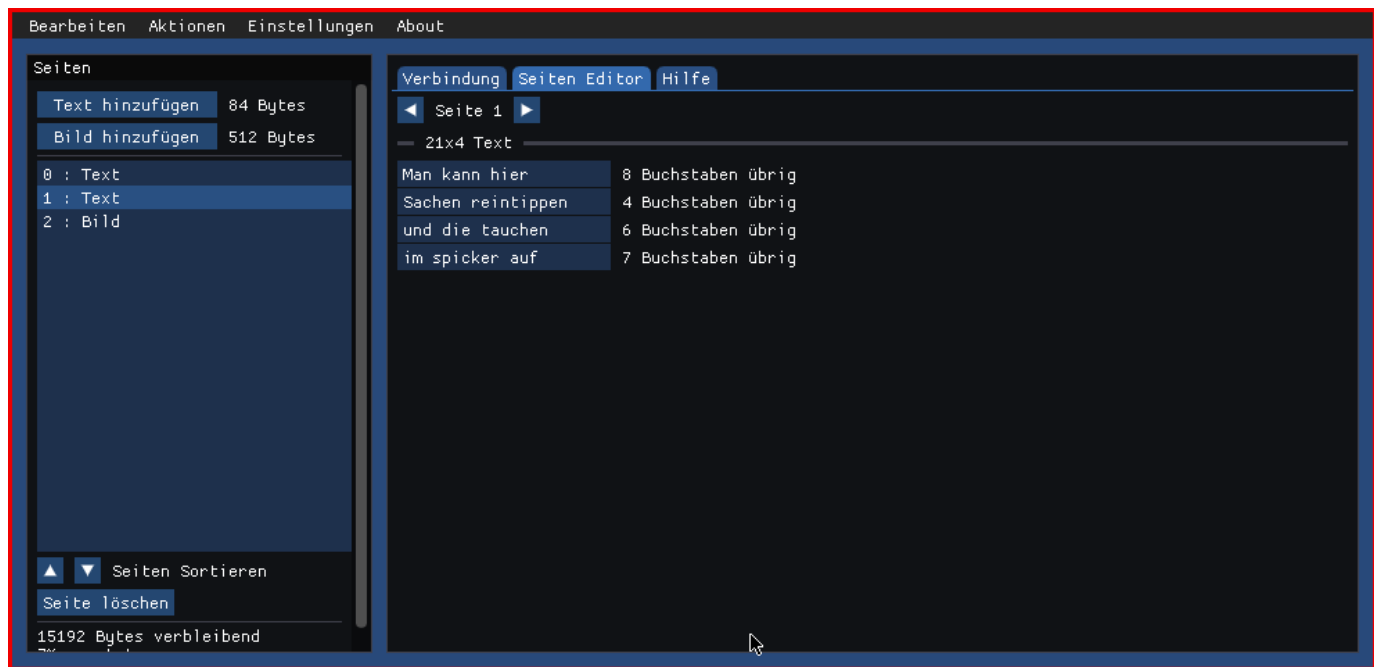 Bearbeiten Aktionen Einstellungen About
Seiten
Text hinzufügen 84 Bytes
Bild hinzufügen 512 Bytes
0 : Text
1 : Text
2 : Bild
Seiten Sortieren
Seite löschen
15192 Bytes verbleibend
Verbindung Seiten Editor Hilfe
Seite 1
21x4 Text
Man kann hier 8 Buchstaben übrig
Sachen reintippen 4 Buchstaben übrig
und die tauchen 6 Buchstaben übrig
im spicker auf 7 Buchstaben übrig